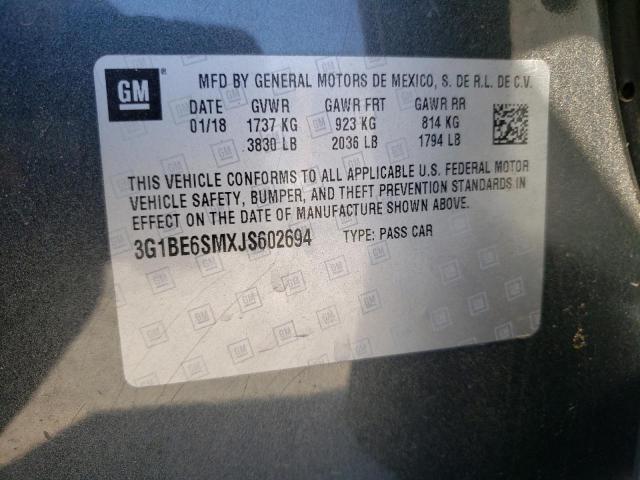 GM ®
MFD BY GENERAL MOTORS DE MEXICO, S. DE R.L. DE C.V.
DATE GVWR GAWR FRT GAWR RR
01/18 1737 KG 923 KG 814 KG
3830 LB 2036 LB 1794 LB
THIS VEHICLE CONFORMS TO ALL APPLICABLE U.S. FEDERAL MOTOR
VEHICLE SAFETY, BUMPER, AND THEFT PREVENTION STANDARDS IN
EFFECT ON THE DATE OF MANUFACTURE SHOWN ABOVE.
3G1BE6SMXJS602694 TYPE: PASS CAR